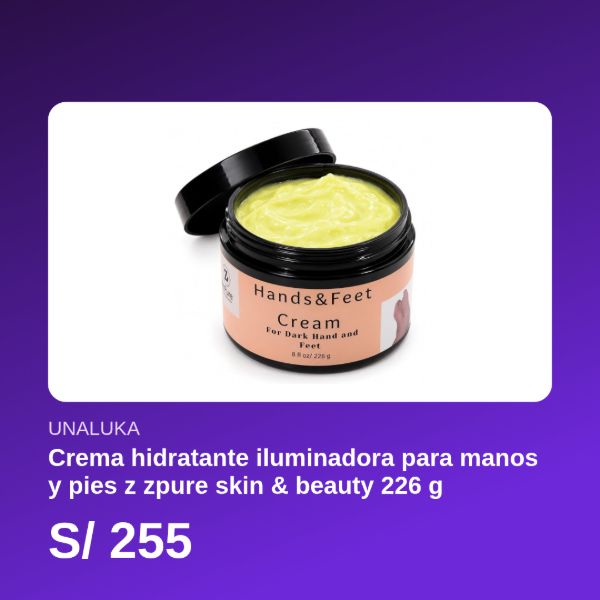 Hands&Feet
Cream
For Dark Hand and
Feet
8 fl oz/ 226 g
UNALUKA
Crema hidratante iluminadora para manos
y pies z zpure skin & beauty 226 g
S/ 255